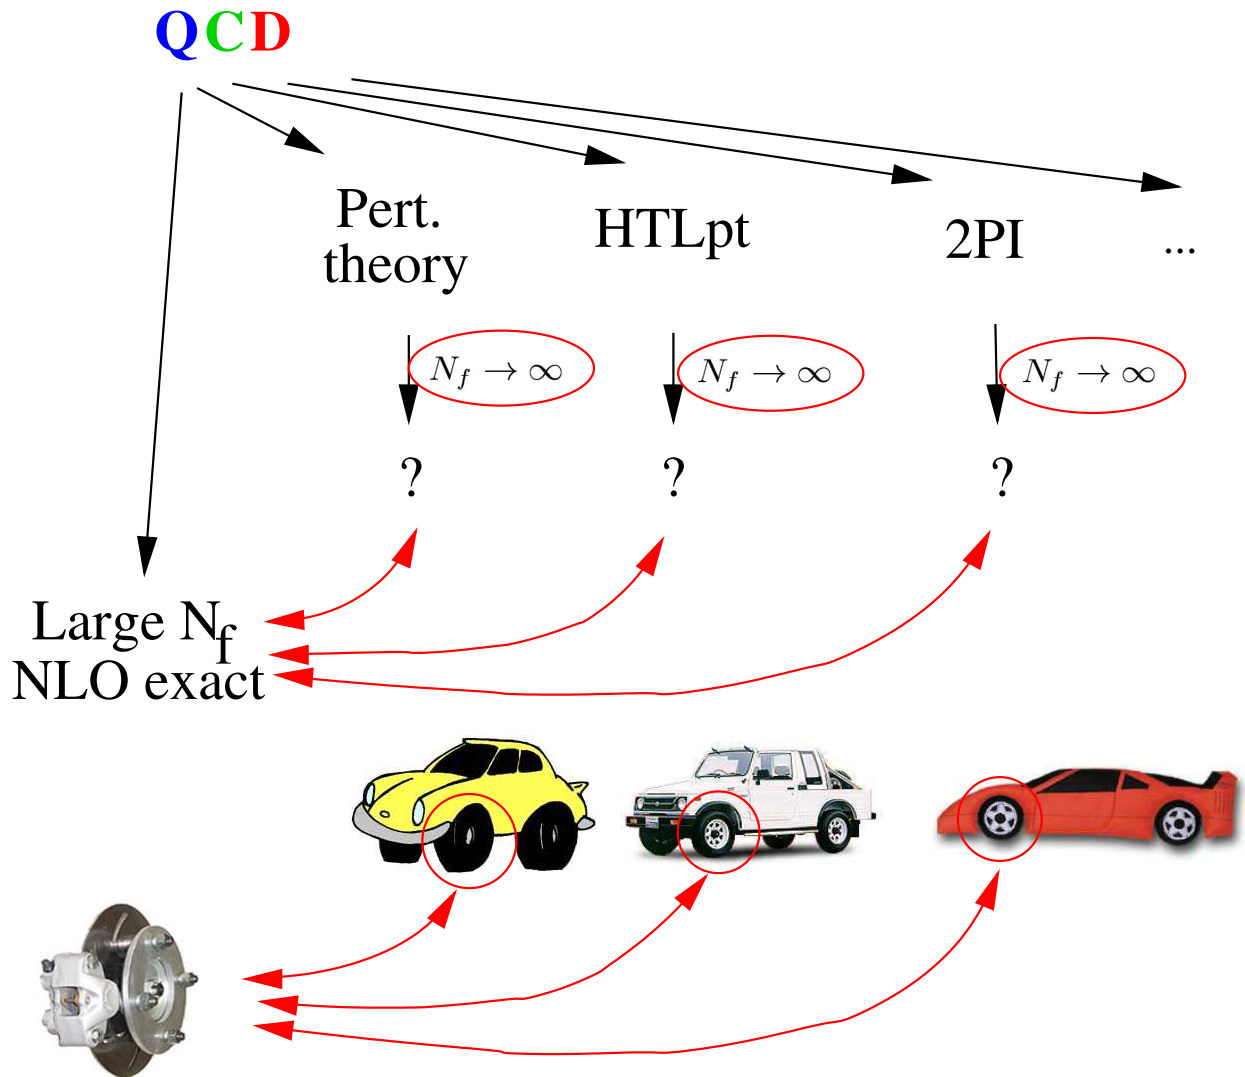 QCD
Pert.
theory
HTLpt
2PI
...
N_f → ∞
N_f → ∞
N_f → ∞
?
?
?
Large N_f
NLO exact